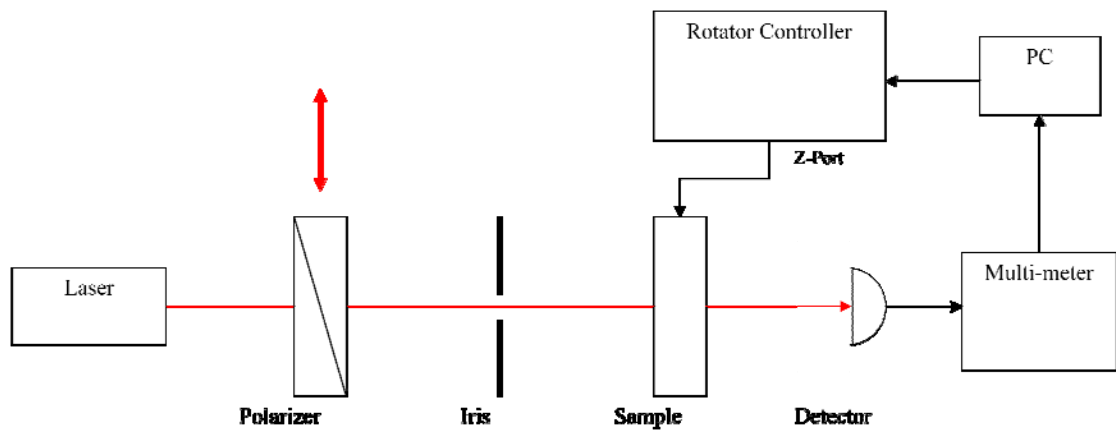 Rotator Controller
PC
Z-Port
Laser
Multi-meter
Polarizer
Iris
Sample
Detector